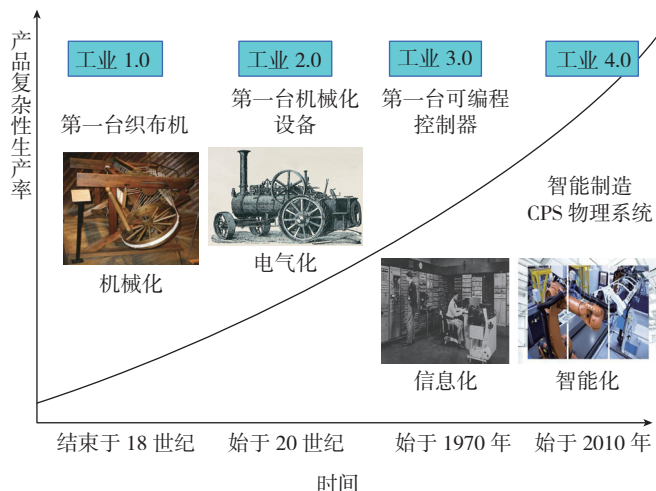 产品复杂性生产率
工业 1.0
工业 2.0
工业 3.0
工业 4.0
第一台织布机
第一台机械化
设备
第一台可编程
控制器
智能制造
CPS 物理系统
机械化
电气化
信息化
智能化
结束于 18 世纪
始于 20 世纪
始于 1970 年
始于 2010 年
时间